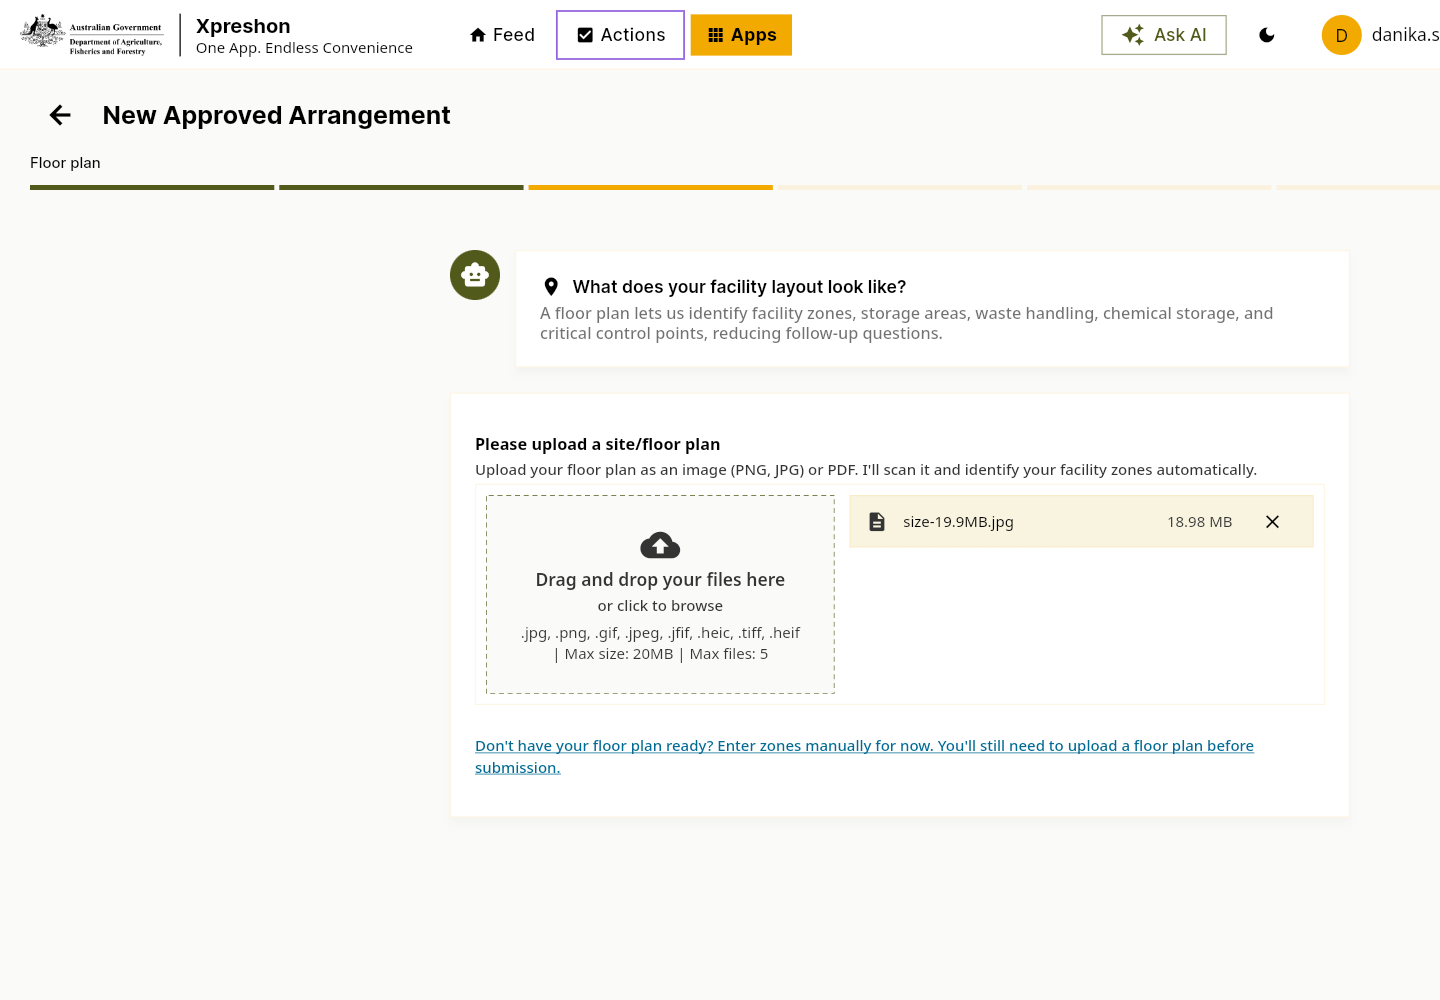 Australian Government
Department of Agriculture,
Fisheries and Forestry
Xpreshon
One App. Endless Convenience
Feed
Actions
Apps
Ask AI
D
danika.s
New Approved Arrangement
Floor plan
What does your facility layout look like?
A floor plan lets us identify facility zones, storage areas, waste handling, chemical storage, and
critical control points, reducing follow-up questions.
Please upload a site/floor plan
Upload your floor plan as an image (PNG, JPG) or PDF. I'll scan it and identify your facility zones automatically.
Drag and drop your files here
or click to browse
.jpg, .png, .gif, .jpeg, .jfif, .heic, .tiff, .heif
| Max size: 20MB | Max files: 5
size-19.9MB.jpg
18.98 MB
Don't have your floor plan ready? Enter zones manually for now. You'll still need to upload a floor plan before
submission.